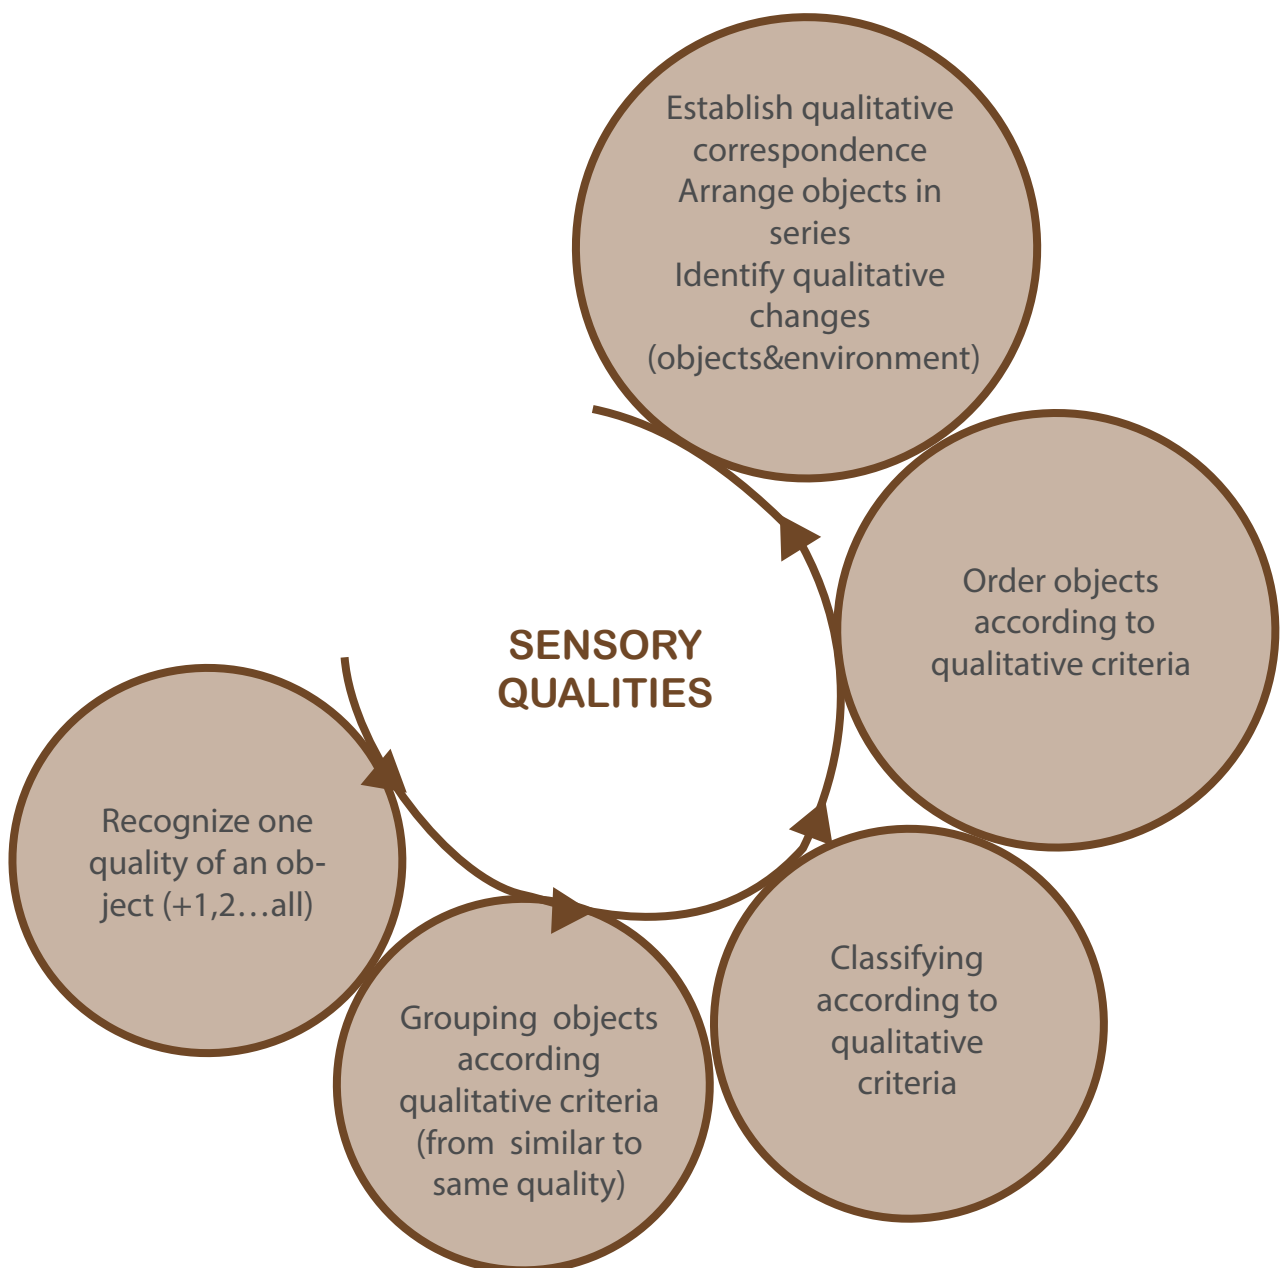 Establish qualitative
correspondence
Arrange objects in
series
Identify qualitative
changes
(objects&environment)
Order objects
according to
qualitative criteria
SENSORY
QUALITIES
Recognize one
quality of an ob-
ject (+1,2…all)
Grouping  objects
according
qualitative criteria
(from  similar to
same quality)
Classifying
according to
qualitative
criteria